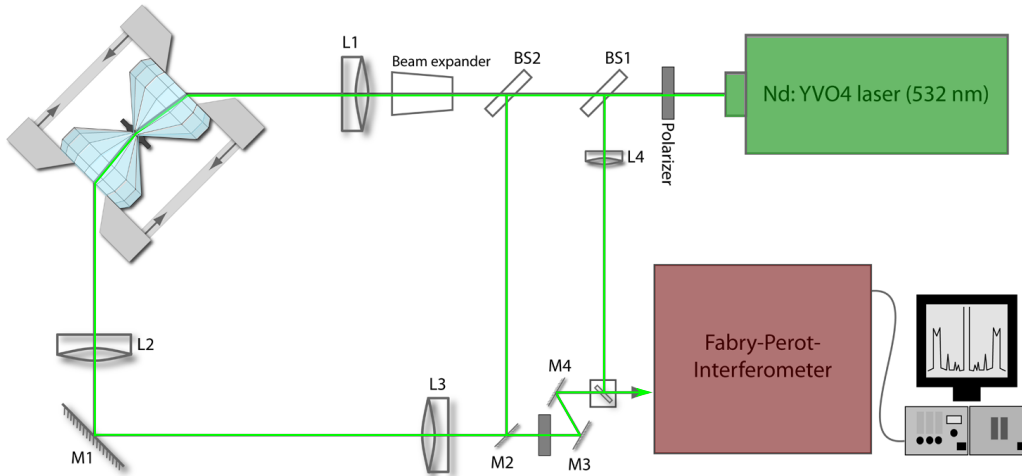 L1
Beam expander
BS2
BS1
Nd: YVO4 laser (532 nm)
Polarizer
L4
L2
M4
Fabry-Perot-
Interferometer
L3
M1
M2
M3